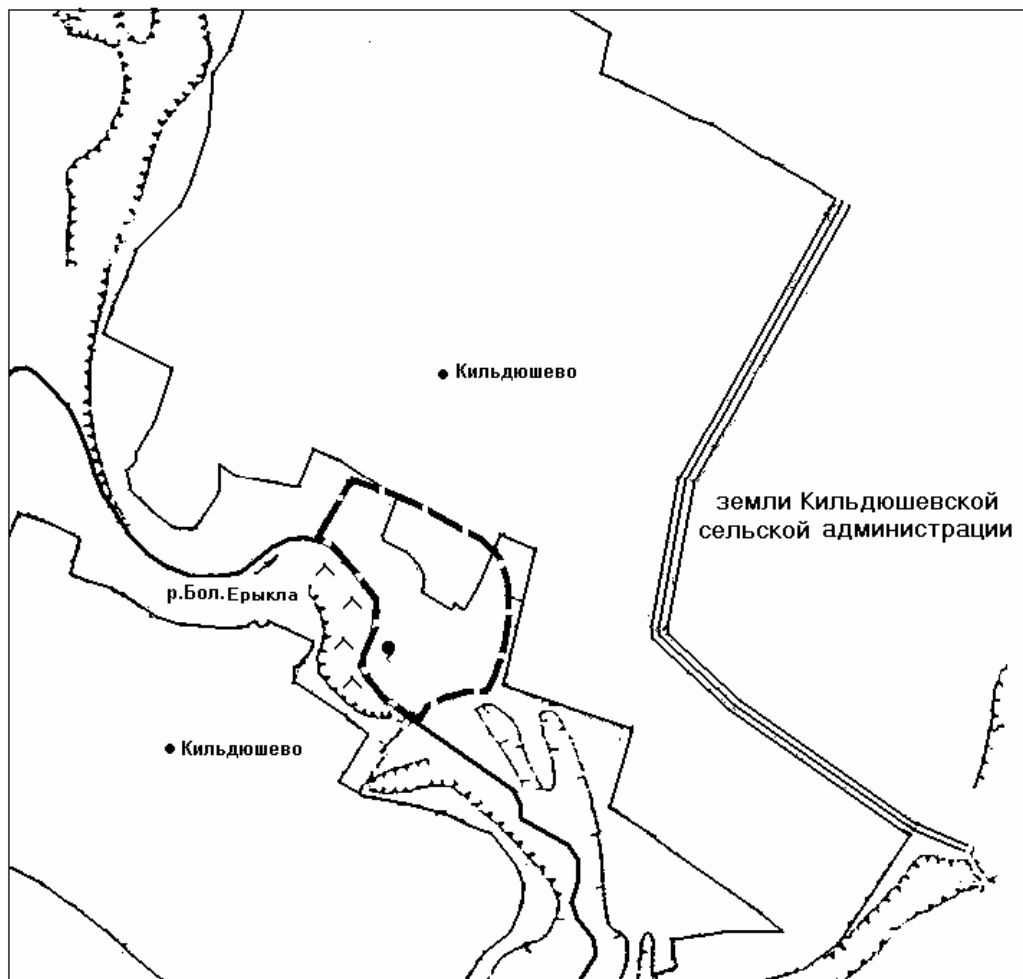 Кильдюшево
земли Кильдюшевской
сельской администрации
р.Бол.Ерыкла
Кильдюшево